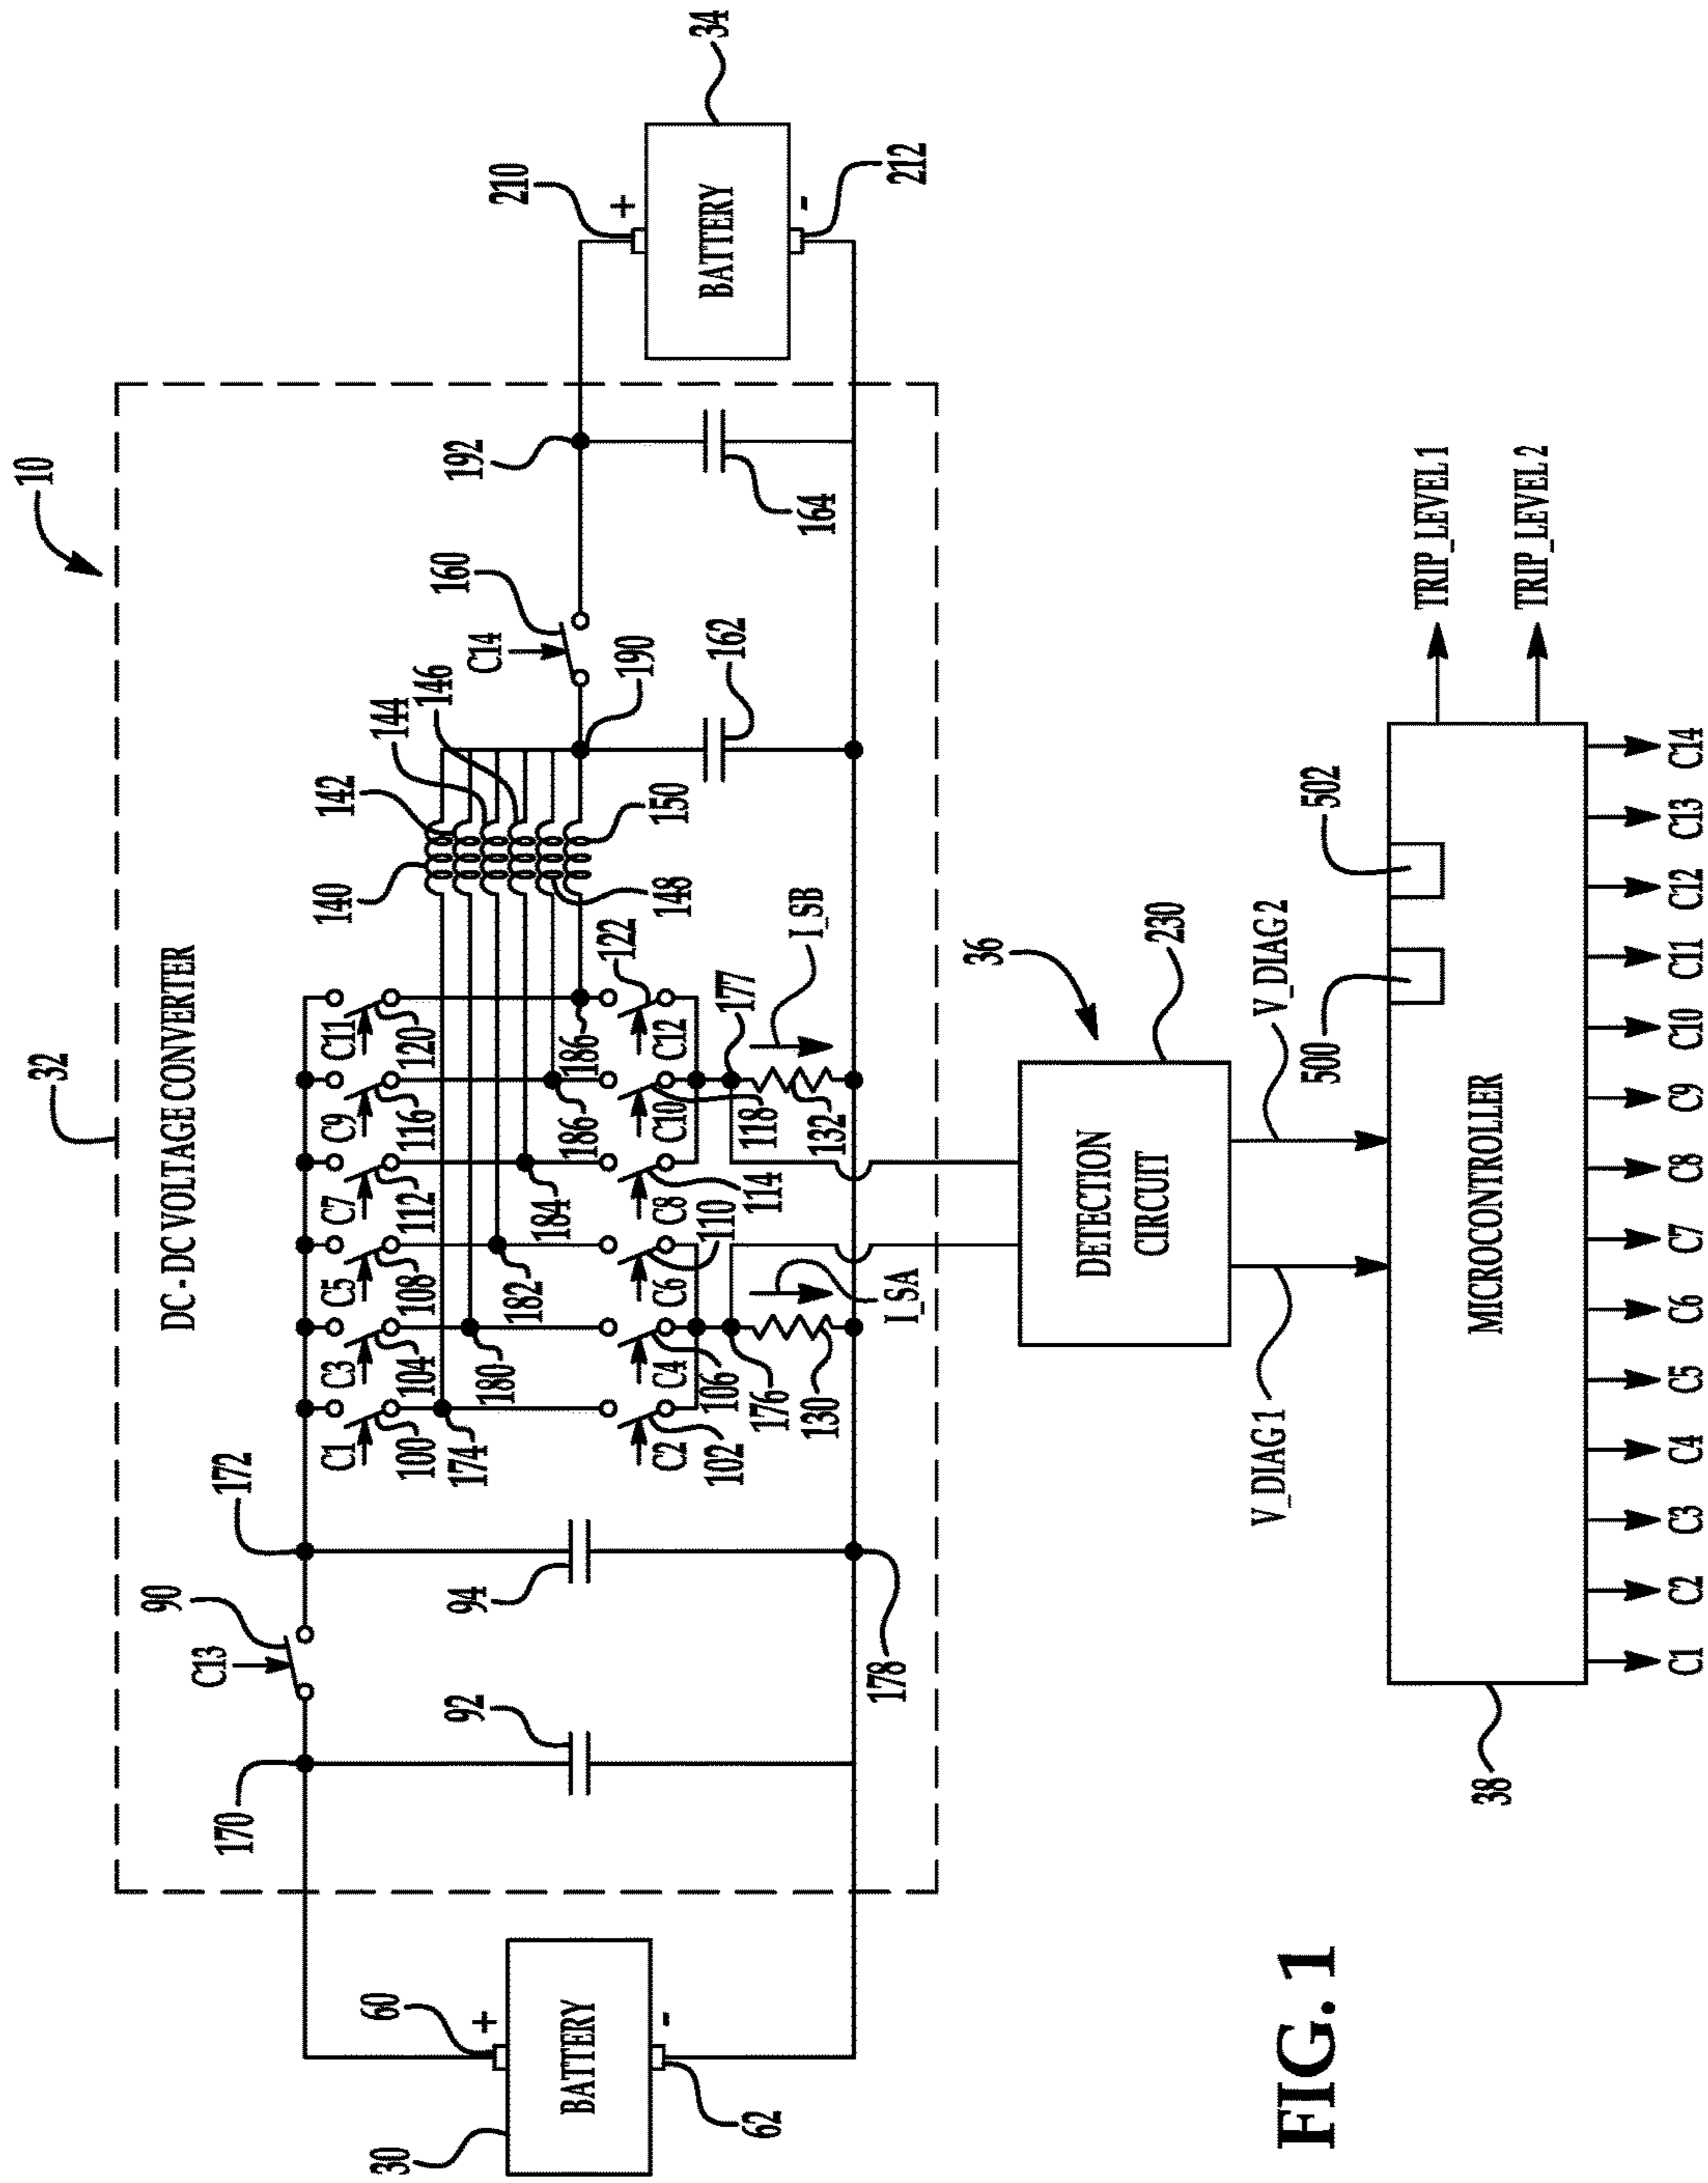 10
32
DC - DC VOLTAGE CONVERTER
90
C13
170
172
92
94
178
30
60
+
BATTERY
-
62
C1
C3
C5
C7
C9
C11
100
104
108
112
116
120
174
180
182
184
186
186
C2
C4
C6
C8
C10
C12
102
106
110
114
118
122
176
177
130
132
I_SA
I_SB
140
142
144
146
148
150
C14
160
190
162
192
164
210
+
BATTERY
-
212
34
36
DETECTION
CIRCUIT
230
V_DIAG 1
V_DIAG 2
500
502
MICROCONTROLLER
38
TRIP_LEVEL 1
TRIP_LEVEL 2
C1
C2
C3
C4
C5
C6
C7
C8
C9
C10
C11
C12
C13
C14
FIG. 1